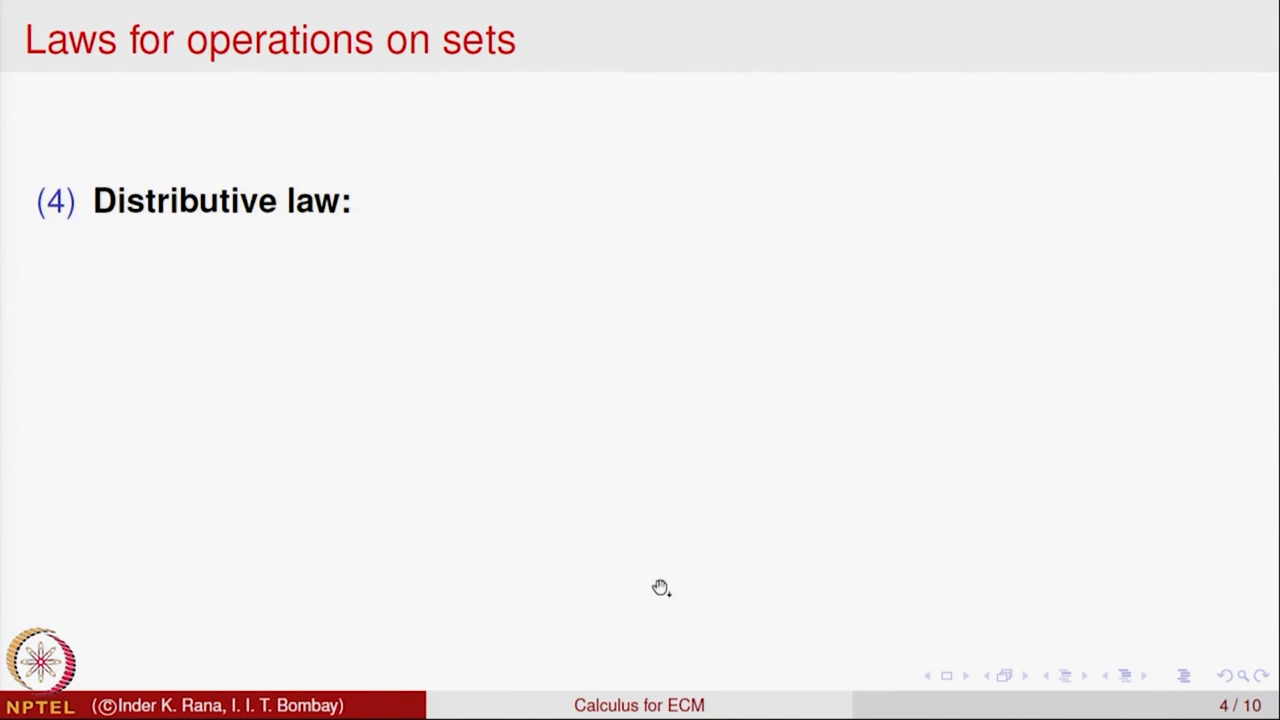 Laws for operations on sets
(4) Distributive law:
NPTEL
(©Inder K. Rana, I. I. T. Bombay)
Calculus for ECM
4 / 10